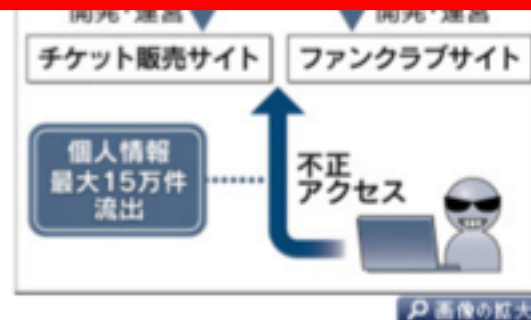 開発・運営
開発・運営
チケット販売サイト
ファンクラブサイト
個人情報
最大15万件
流出
不正
アクセス
画像の拡大